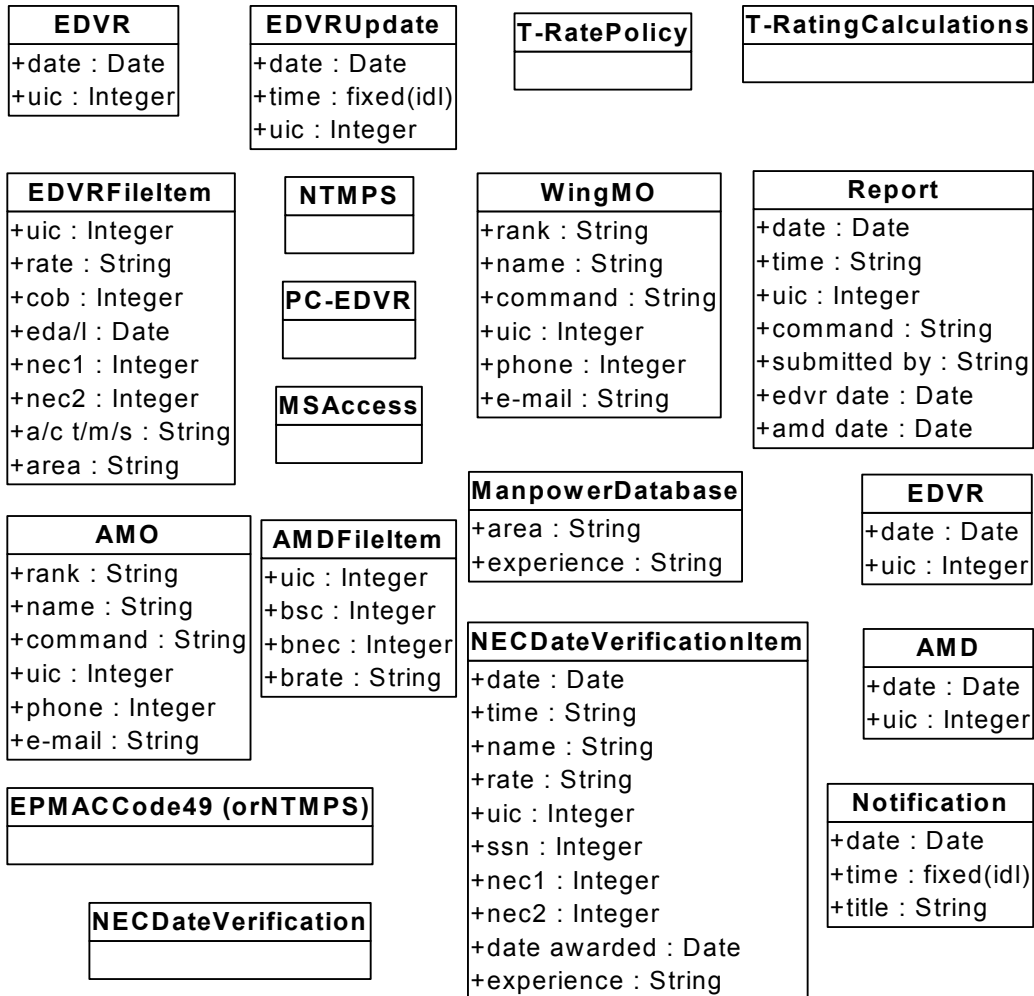 EDVR
+date : Date
+uic : Integer
EDVRUpdate
+date : Date
+time : fixed(idl)
+uic : Integer
T-RatePolicy
T-RatingCalculations
EDVRFileItem
+uic : Integer
+rate : String
+cob : Integer
+eda/l : Date
+nec1 : Integer
+nec2 : Integer
+a/c t/m/s : String
+area : String
NTMPS
PC-EDVR
MSAccess
WingMO
+rank : String
+name : String
+command : String
+uic : Integer
+phone : Integer
+e-mail : String
Report
+date : Date
+time : String
+uic : Integer
+command : String
+submitted by : String
+edvr date : Date
+amd date : Date
ManpowerDatabase
+area : String
+experience : String
EDVR
+date : Date
+uic : Integer
AMO
+rank : String
+name : String
+command : String
+uic : Integer
+phone : Integer
+e-mail : String
AMDFileItem
+uic : Integer
+bsc : Integer
+bnec : Integer
+brate : String
NECDateVerificationItem
+date : Date
+time : String
+name : String
+rate : String
+uic : Integer
+ssn : Integer
+nec1 : Integer
+nec2 : Integer
+date awarded : Date
+experience : String
AMD
+date : Date
+uic : Integer
EPMACCode49 (orNTMPS)
NECDateVerification
Notification
+date : Date
+time : fixed(idl)
+title : String